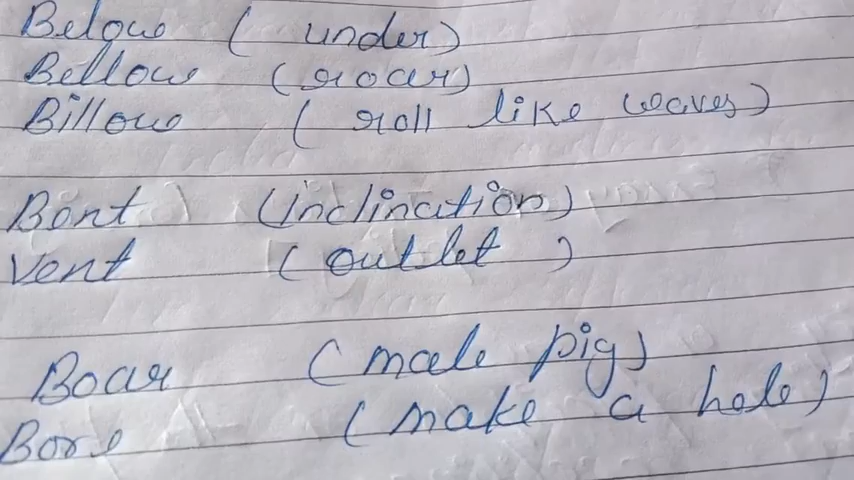 Below ( under)
Bellow (roar)
Billow ( roll like waves)
Bent (inclination)
Vent ( outlet )
Boar (male pig)
Bore (make a hole)